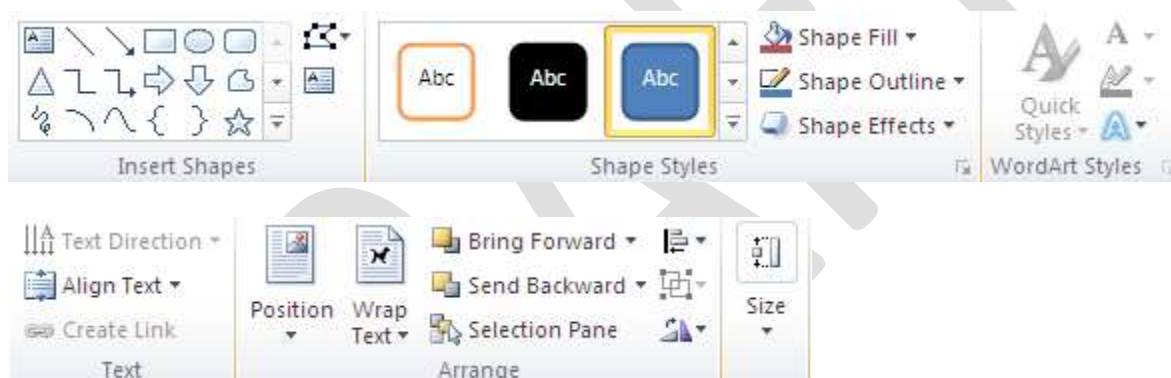 Abc Abc Abc
Shape Fill
Shape Outline
Shape Effects
A
A
Quick
Styles
A
Insert Shapes
Shape Styles
WordArt Styles
Text Direction
Align Text
Create Link
Text
Position
Wrap
Text
Bring Forward
Send Backward
Selection Pane
Arrange
Size